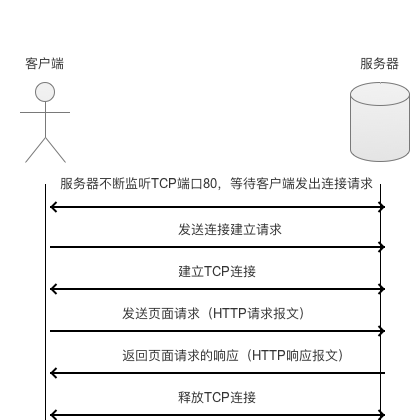 客户端
服务器
服务器不断监听TCP端口80，等待客户端发出连接请求
发送连接建立请求
建立TCP连接
发送页面请求（HTTP请求报文）
返回页面请求的响应（HTTP响应报文）
释放TCP连接